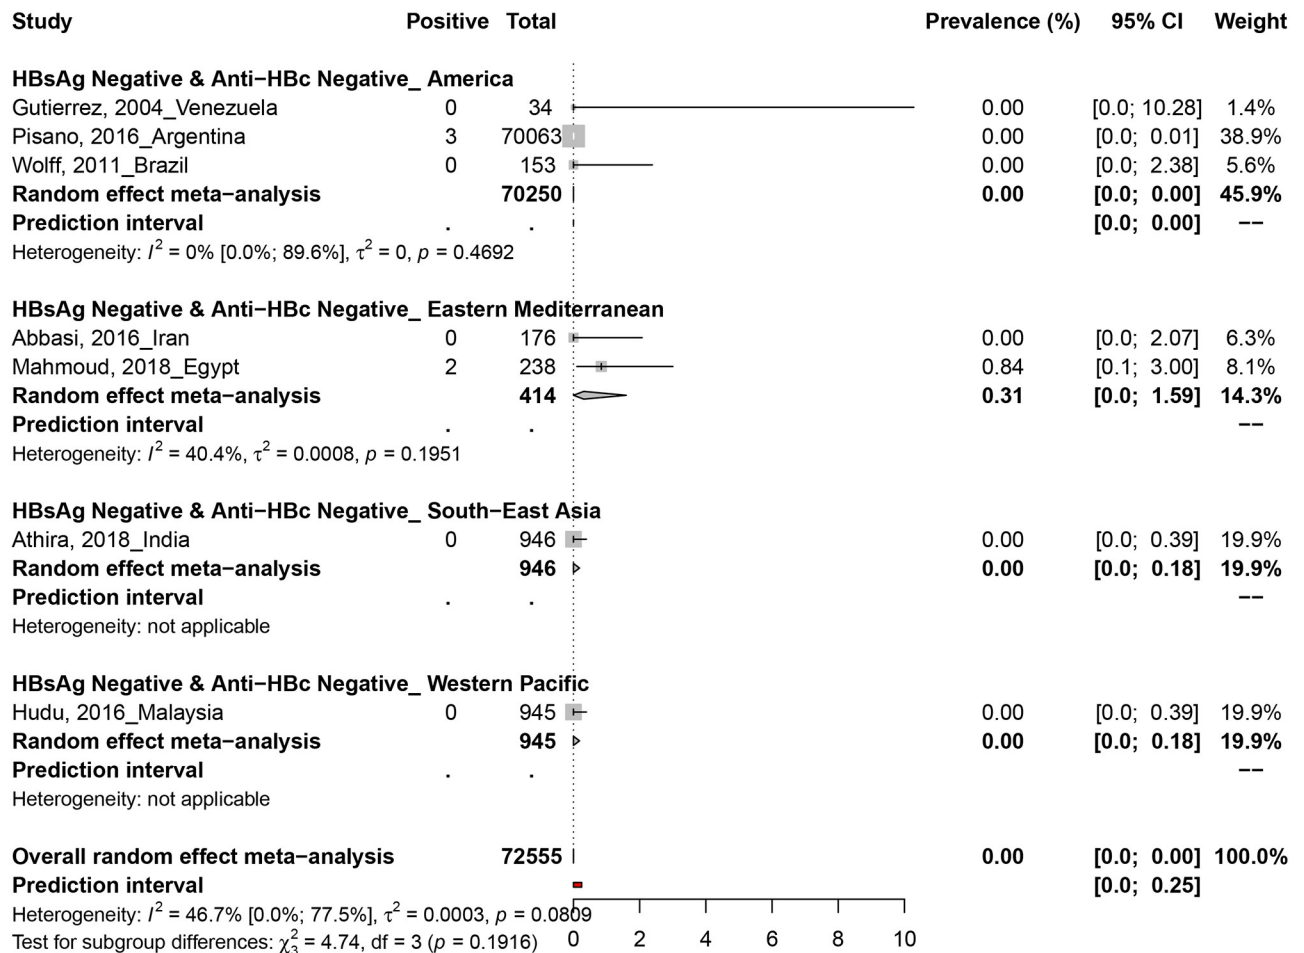 Study Positive Total Prevalence (%) 95% CI Weight
HBsAg Negative & Anti−HBc Negative_ America
Gutierrez, 2004_Venezuela 0 34 0.00 [0.0; 10.28] 1.4%
Pisano, 2016_Argentina 3 70063 0.00 [0.0; 0.01] 38.9%
Wolff, 2011_Brazil 0 153 0.00 [0.0; 2.38] 5.6%
Random effect meta−analysis 70250 0.00 [0.0; 0.00] 45.9%
Prediction interval . . [0.0; 0.00] −−
Heterogeneity: I² = 0% [0.0%; 89.6%], τ² = 0, p = 0.4692
HBsAg Negative & Anti−HBc Negative_ Eastern Mediterranean
Abbasi, 2016_Iran 0 176 0.00 [0.0; 2.07] 6.3%
Mahmoud, 2018_Egypt 2 238 0.84 [0.1; 3.00] 8.1%
Random effect meta−analysis 414 0.31 [0.0; 1.59] 14.3%
Prediction interval . . −−
Heterogeneity: I² = 40.4%, τ² = 0.0008, p = 0.1951
HBsAg Negative & Anti−HBc Negative_ South−East Asia
Athira, 2018_India 0 946 0.00 [0.0; 0.39] 19.9%
Random effect meta−analysis 946 0.00 [0.0; 0.18] 19.9%
Prediction interval . . −−
Heterogeneity: not applicable
HBsAg Negative & Anti−HBc Negative_ Western Pacific
Hudu, 2016_Malaysia 0 945 0.00 [0.0; 0.39] 19.9%
Random effect meta−analysis 945 0.00 [0.0; 0.18] 19.9%
Prediction interval . . −−
Heterogeneity: not applicable
Overall random effect meta−analysis 72555 0.00 [0.0; 0.00] 100.0%
Prediction interval [0.0; 0.25]
Heterogeneity: I² = 46.7% [0.0%; 77.5%], τ² = 0.0003, p = 0.0809
Test for subgroup differences: χ²₃ = 4.74, df = 3 (p = 0.1916) 0 2 4 6 8 10